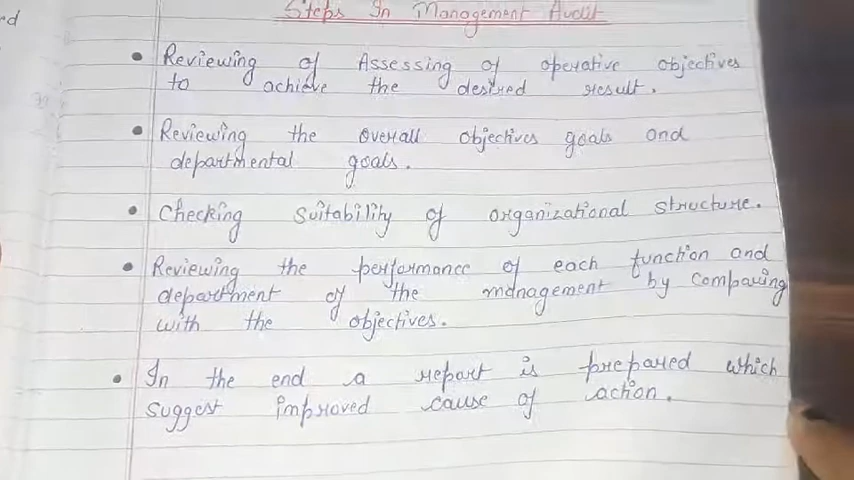 rd
Steps In Management Audit
• Reviewing of Assessing of operative objectives
to achieve the desired result.
• Reviewing the overall objectives goals and
departmental goals.
• Checking suitability of organizational structure.
• Reviewing the performance of each function and
department of the management by comparing
with the objectives.
• In the end a report is prepared which
suggest improved cause of action.